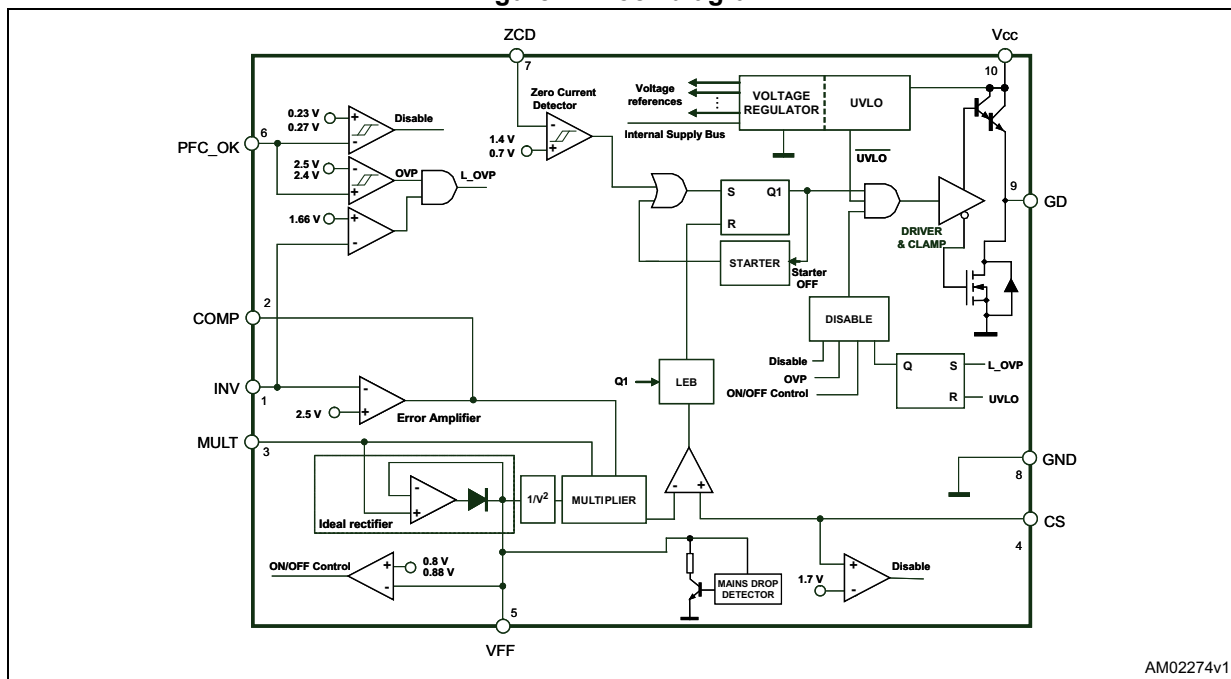 ZCD
Vcc
7
10
Zero Current
Detector
Voltage
references
VOLTAGE
REGULATOR
UVLO
Internal Supply Bus
0.23 V
0.27 V
Disable
6
PFC_OK
1.4 V
0.7 V
2.5 V
2.4 V
OVP
L_OVP
UVLO
1.66 V
S
Q1
R
9
GD
DRIVER
& CLAMP
STARTER
Starter
OFF
2
COMP
DISABLE
Disable
OVP
ON/OFF Control
Q
S
L_OVP
R
UVLO
Q1
LEB
INV
1
2.5 V
Error Amplifier
MULT
3
GND
8
Ideal rectifier
1/V²
MULTIPLIER
CS
4
ON/OFF Control
0.8 V
0.88 V
MAINS DROP
DETECTOR
1.7 V
Disable
5
VFF
AM02274v1